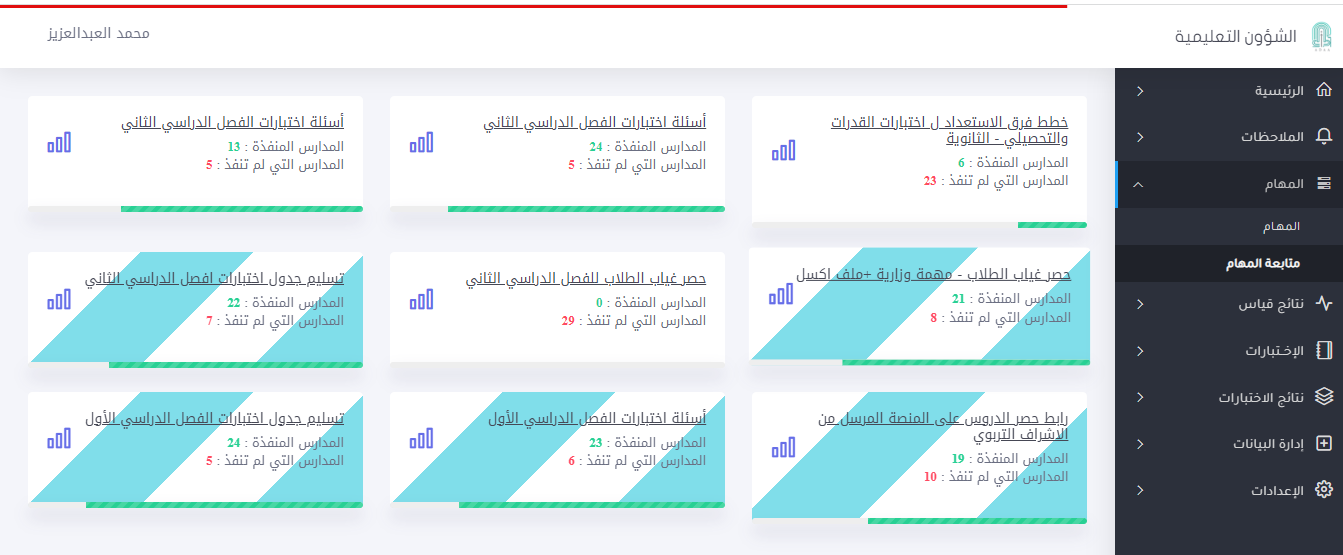 الشؤون التعليمية
محمد العبدالعزيز
الرئيسية
الملاحظات
المهام
المهام
متابعة المهام
نتائج قياس
الإختبارات
نتائج الاختبارات
إدارة البيانات
الإعدادات
خطط فرق الاستعداد ل اختبارات القدرات
والتحصيلي - الثانوية
المدارس المنفذة : 6
المدارس التي لم تنفذ : 23
أسئلة اختبارات الفصل الدراسي الثاني
المدارس المنفذة : 24
المدارس التي لم تنفذ : 5
أسئلة اختبارات الفصل الدراسي الثاني
المدارس المنفذة : 13
المدارس التي لم تنفذ : 5
حصر غياب الطلاب - مهمة وزارية +ملف اكسل
المدارس المنفذة : 21
المدارس التي لم تنفذ : 8
حصر غياب الطلاب للفصل الدراسي الثاني
المدارس المنفذة : 0
المدارس التي لم تنفذ : 29
تسليم جدول اختبارات افصل الدراسي الثاني
المدارس المنفذة : 22
المدارس التي لم تنفذ : 7
رابط حصر الدروس على المنصة المرسل من
الاشراف التربوي
المدارس المنفذة : 19
المدارس التي لم تنفذ : 10
أسئلة اختبارات الفصل الدراسي الأول
المدارس المنفذة : 23
المدارس التي لم تنفذ : 6
تسليم جدول اختبارات الفصل الدراسي الأول
المدارس المنفذة : 24
المدارس التي لم تنفذ : 5